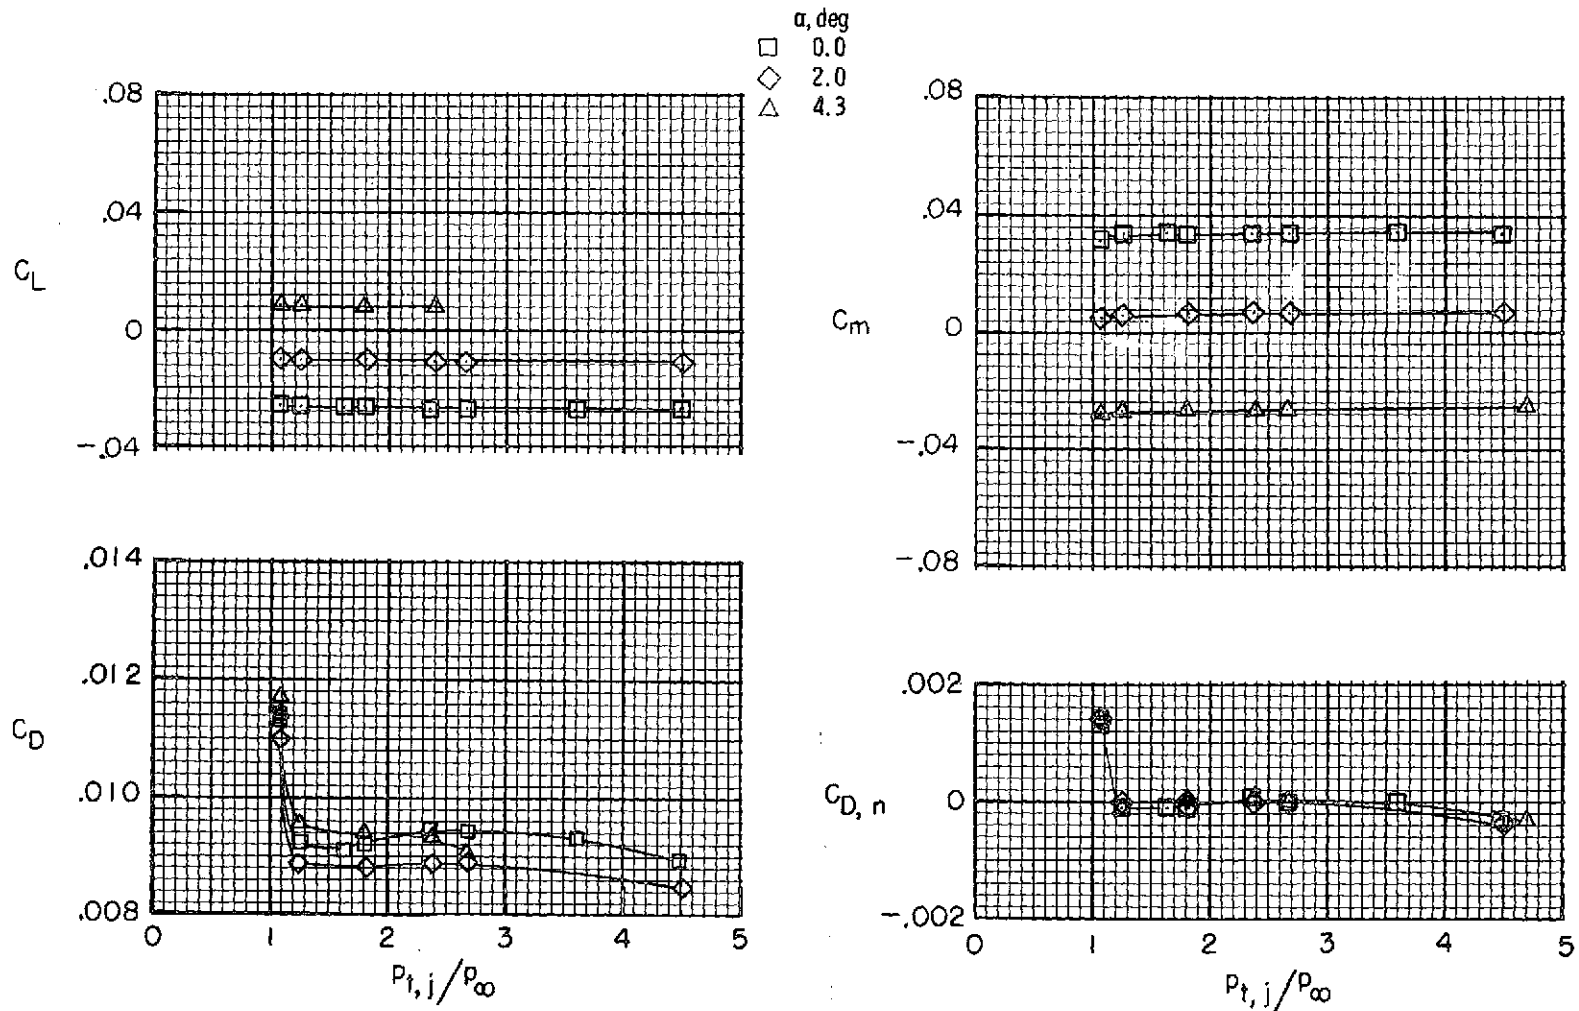 α, deg
0.0
2.0
4.3
.08
.04
0
-.04
C_L
.08
.04
0
-.04
-.08
C_m
.014
.012
.010
.008
C_D
0 1 2 3 4 5
p_t,j/p_∞
.002
0
-.002
C_D,n
0 1 2 3 4 5
p_t,j/p_∞